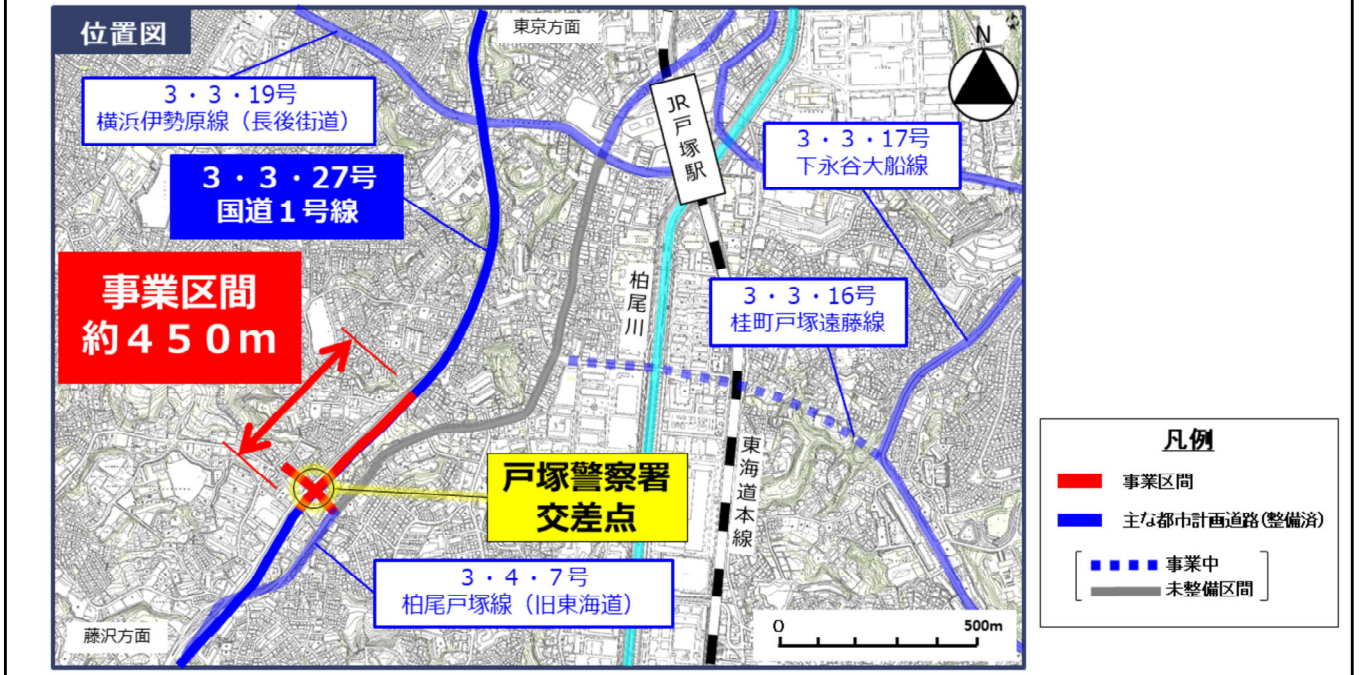 位置図
東京方面
N
3・3・19号
横浜伊勢原線（長後街道）
JR戸塚駅
3・3・17号
下永谷大船線
3・3・27号
国道1号線
事業区間
約450m
柏尾川
3・3・16号
桂町戸塚遠藤線
戸塚警察署
交差点
東海道本線
3・4・7号
柏尾戸塚線（旧東海道）
藤沢方面
0 500m
凡例
事業区間
主な都市計画道路(整備済)
事業中
未整備区間